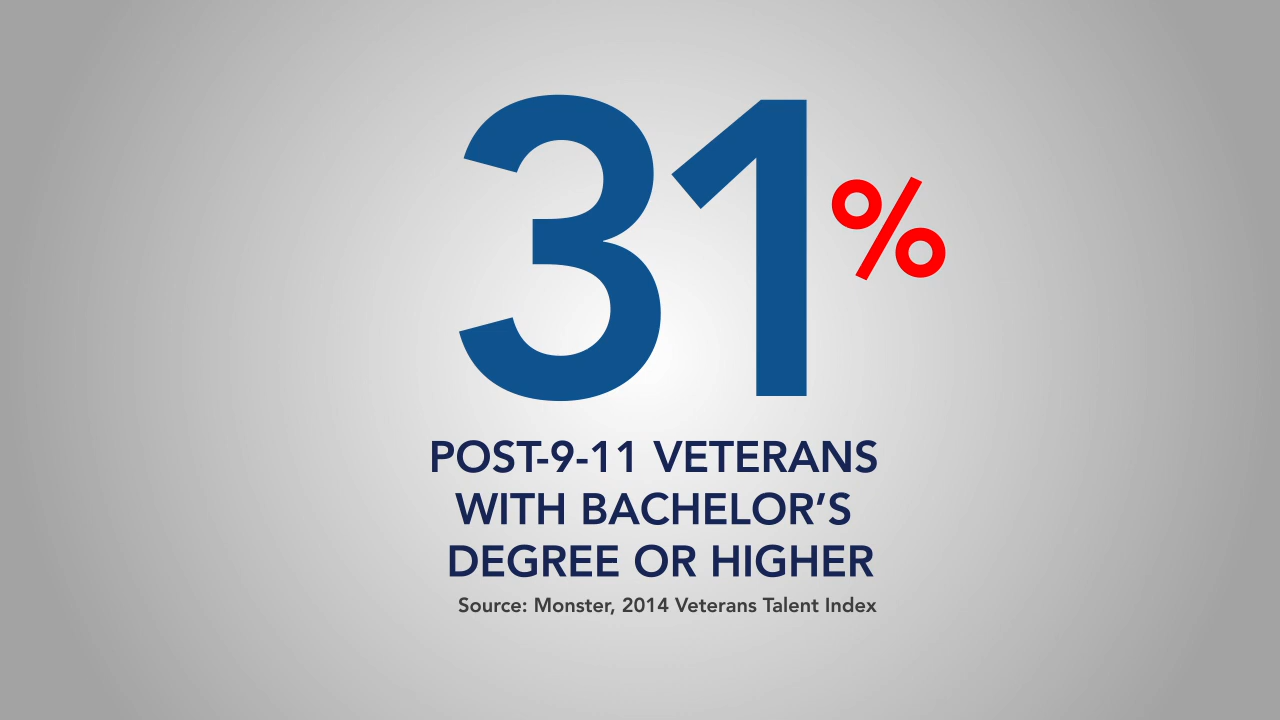 31%
POST-9-11 VETERANS
WITH BACHELOR’S
DEGREE OR HIGHER
Source: Monster, 2014 Veterans Talent Index